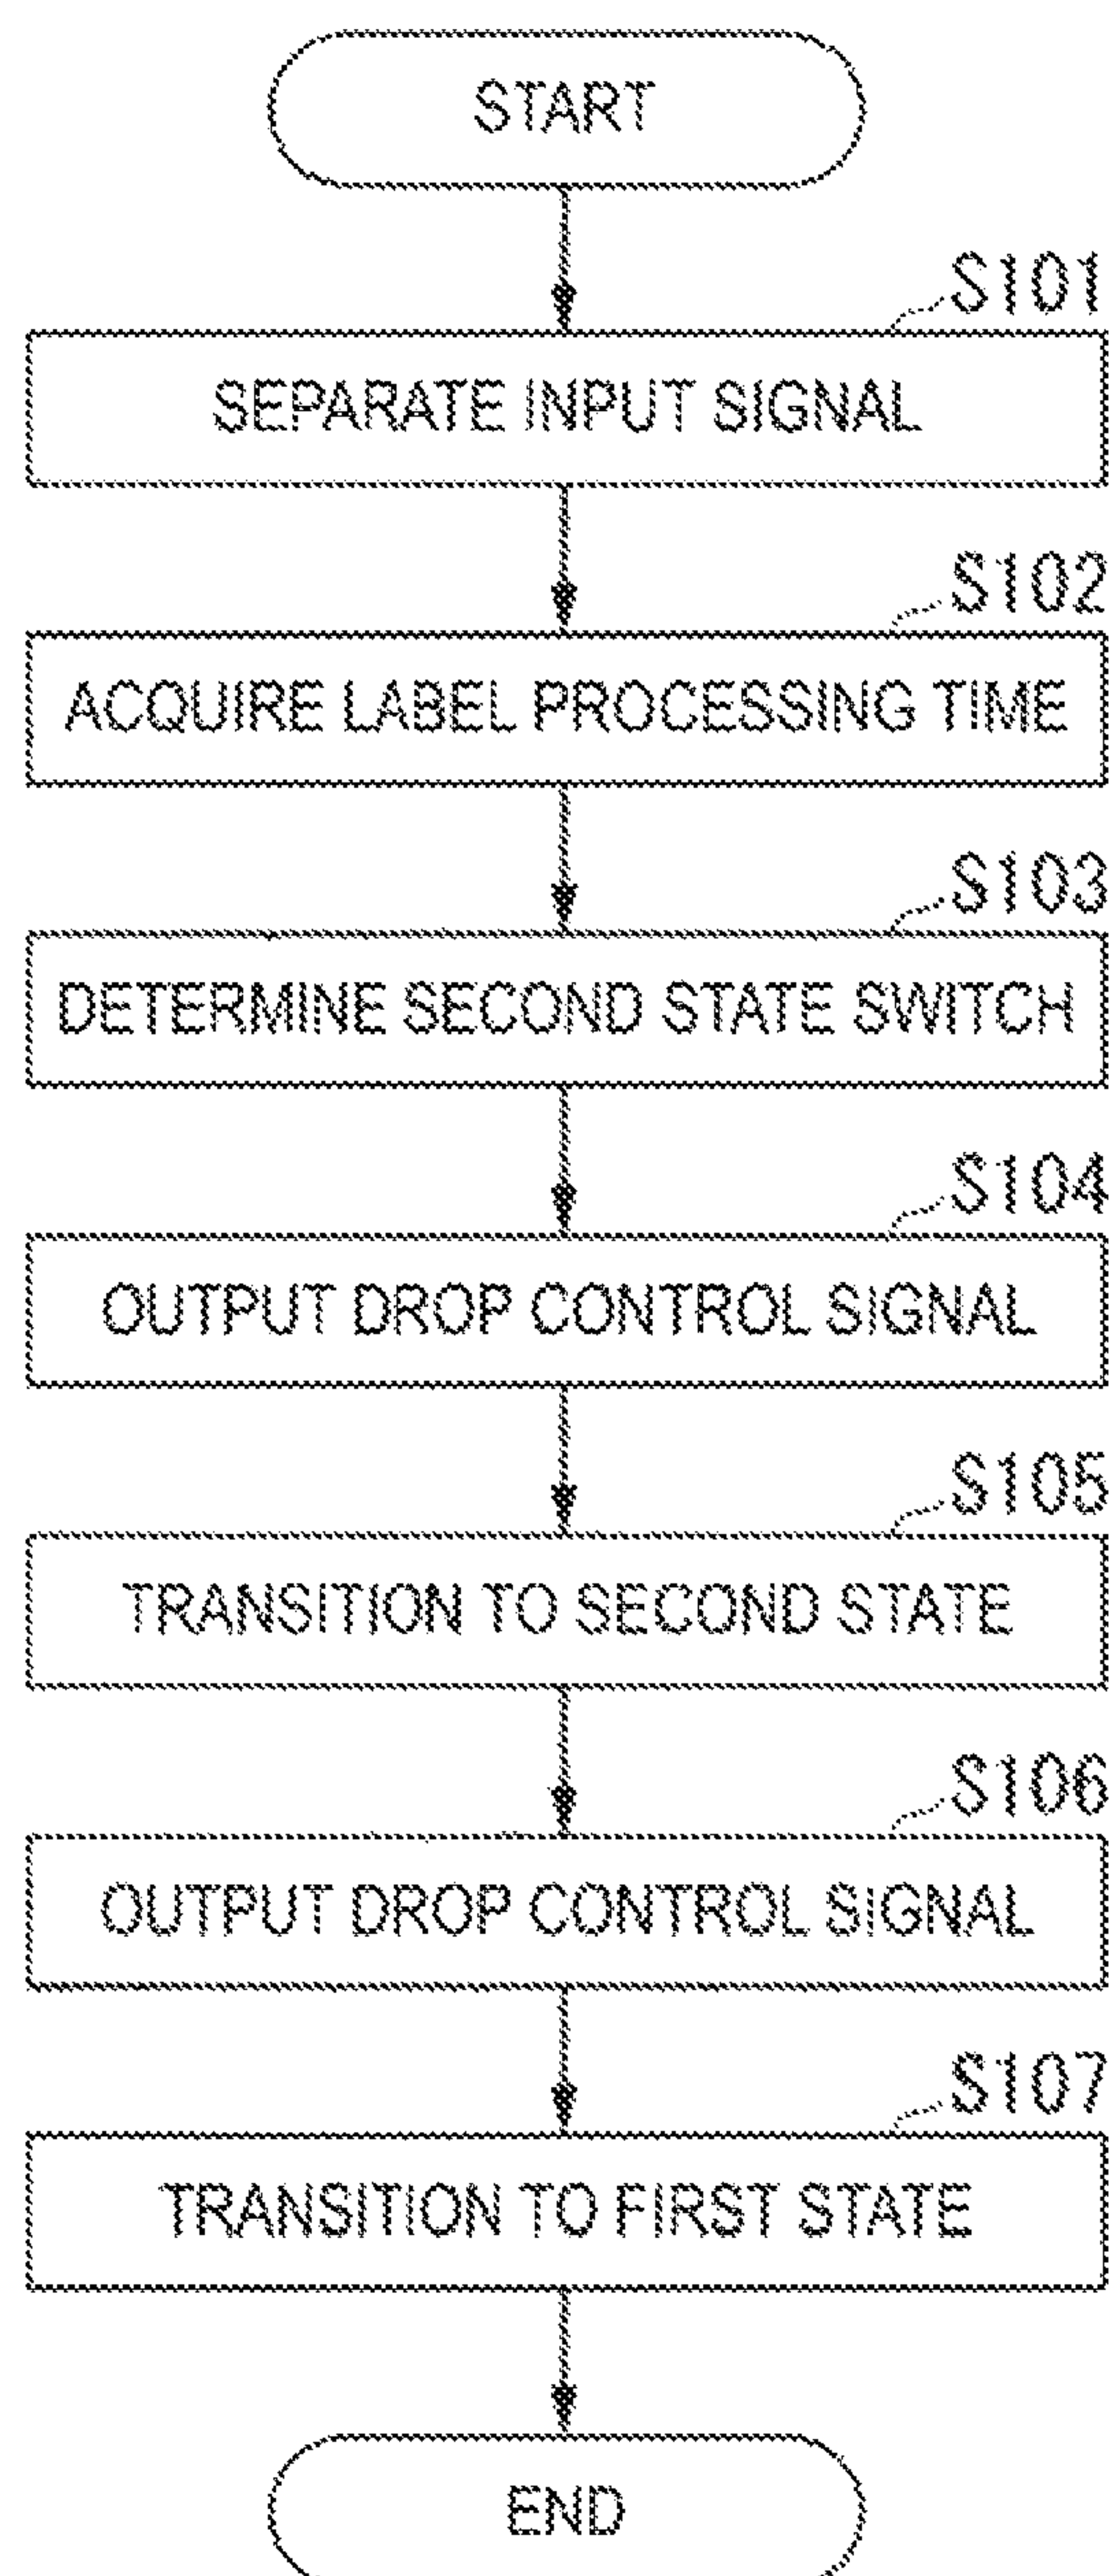 START
S101
SEPARATE INPUT SIGNAL
S102
ACQUIRE LABEL PROCESSING TIME
S103
DETERMINE SECOND STATE SWITCH
S104
OUTPUT DROP CONTROL SIGNAL
S105
TRANSITION TO SECOND STATE
S106
OUTPUT DROP CONTROL SIGNAL
S107
TRANSITION TO FIRST STATE
END